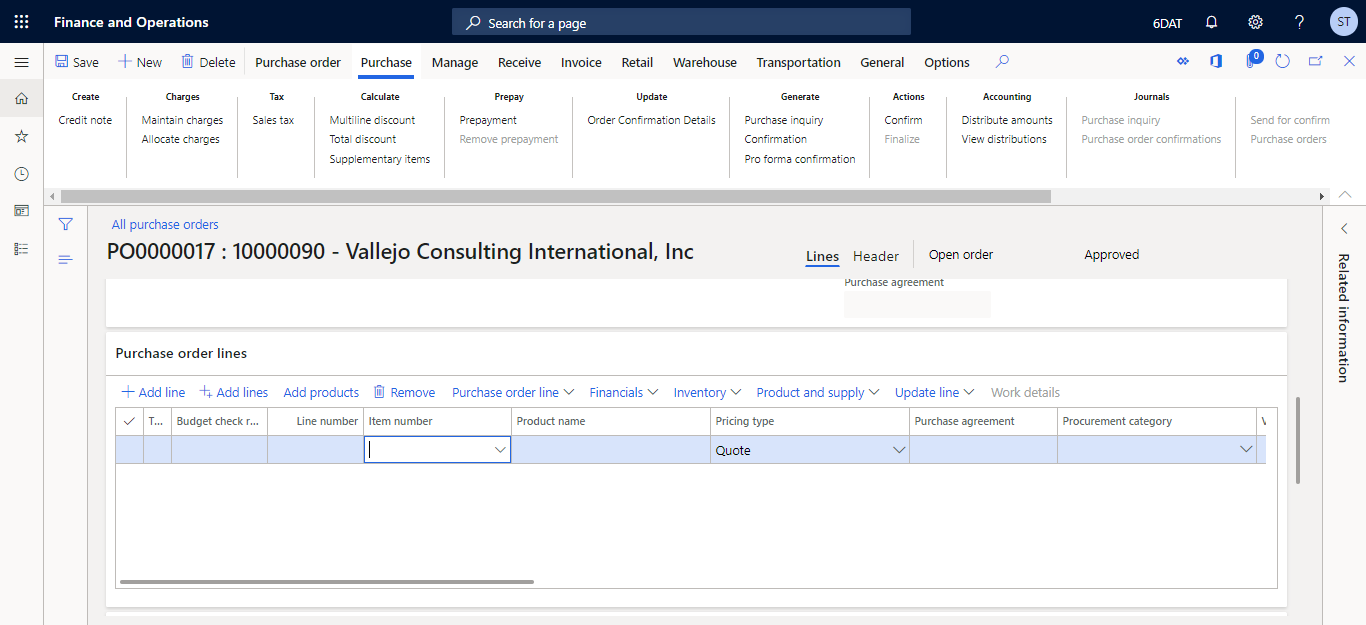 Finance and Operations
Search for a page
6DAT
ST
Save
New
Delete
Purchase order
Purchase
Manage
Receive
Invoice
Retail
Warehouse
Transportation
General
Options
0
Create
Credit note
Charges
Maintain charges
Allocate charges
Tax
Sales tax
Calculate
Multiline discount
Total discount
Supplementary items
Prepay
Prepayment
Remove prepayment
Update
Order Confirmation Details
Generate
Purchase inquiry
Confirmation
Pro forma confirmation
Actions
Confirm
Finalize
Accounting
Distribute amounts
View distributions
Journals
Purchase inquiry
Purchase order confirmations
Send for confirm
Purchase orders
All purchase orders
PO0000017 : 10000090 - Vallejo Consulting International, Inc
Lines
Header
Open order
Approved
Related information
Purchase agreement
Purchase order lines
Add line
Add lines
Add products
Remove
Purchase order line
Financials
Inventory
Product and supply
Update line
Work details
T...
Budget check r...
Line number
Item number
Product name
Pricing type
Purchase agreement
Procurement category
Quote